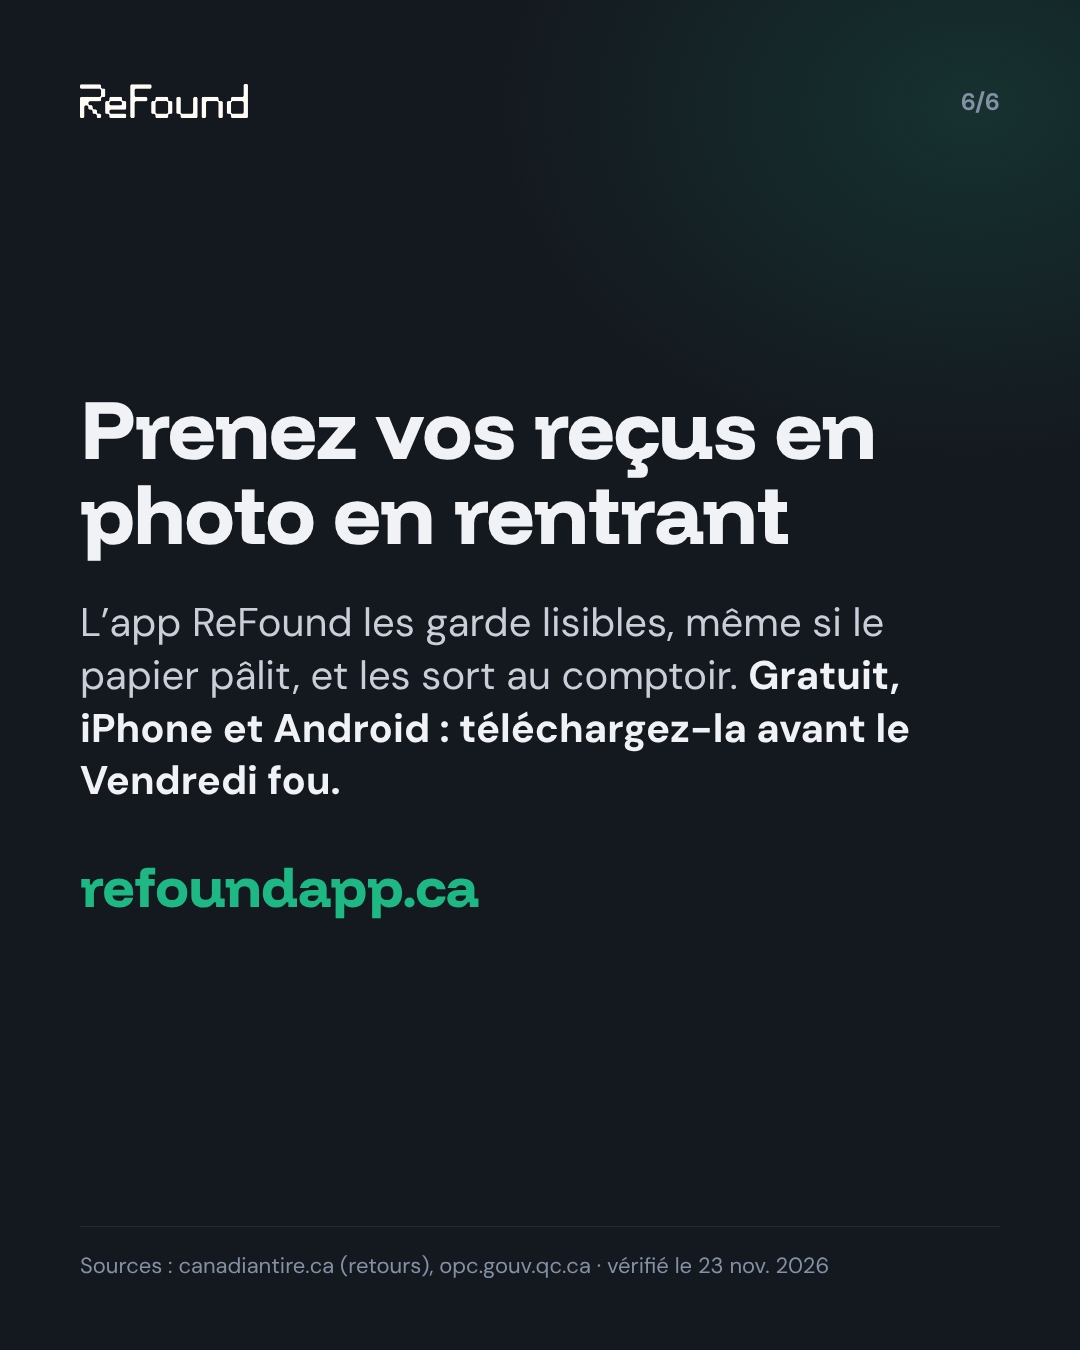 ReFound
6/6
Prenez vos reçus en
photo en rentrant
L’app ReFound les garde lisibles, même si le
papier pâlit, et les sort au comptoir. Gratuit,
iPhone et Android : téléchargez-la avant le
Vendredi fou.
refoundapp.ca
Sources : canadiantire.ca (retours), opc.gouv.qc.ca · vérifié le 23 nov. 2026